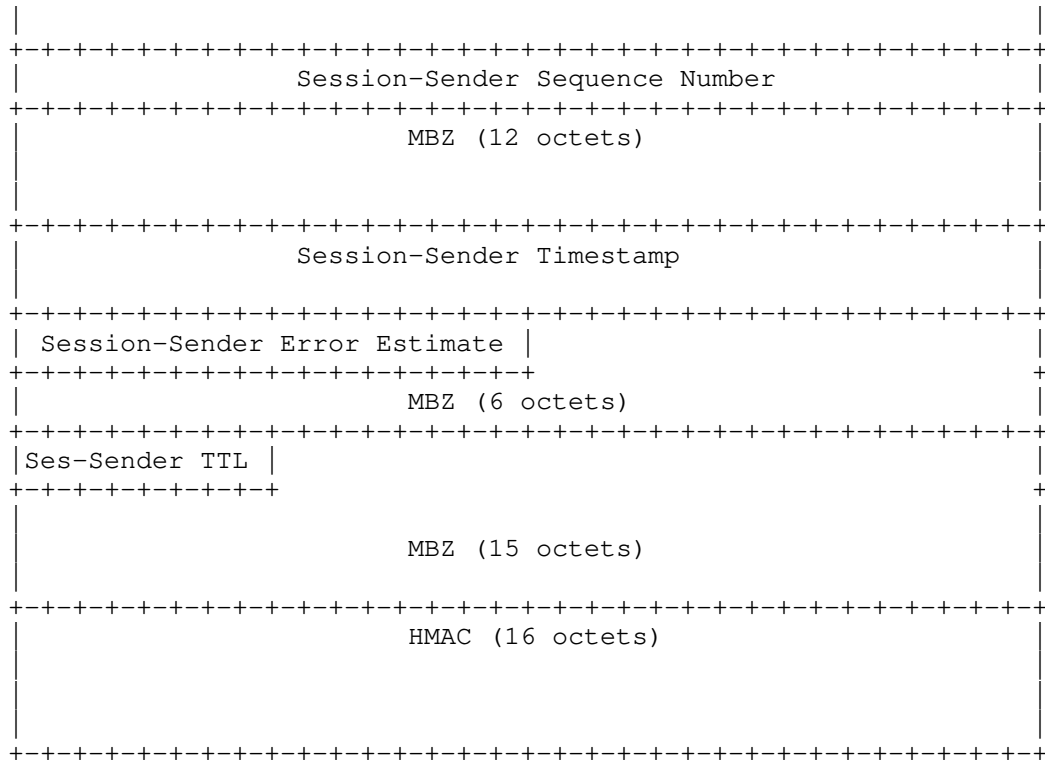 Session-Sender Sequence Number
MBZ (12 octets)
Session-Sender Timestamp
Session-Sender Error Estimate
MBZ (6 octets)
Ses-Sender TTL
MBZ (15 octets)
HMAC (16 octets)